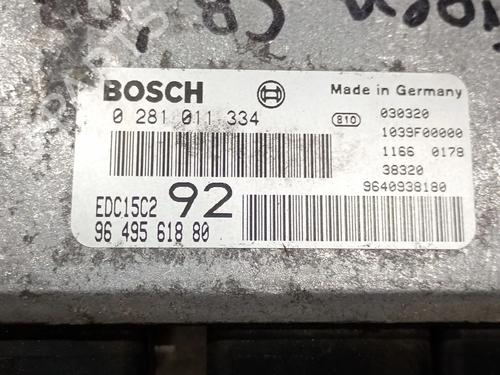 BOSCH
Made in Germany
0 281 011 334
810
030320
1039F00000
1166 0178
38320
9640938180
EDC15C2 92
96 495 618 80